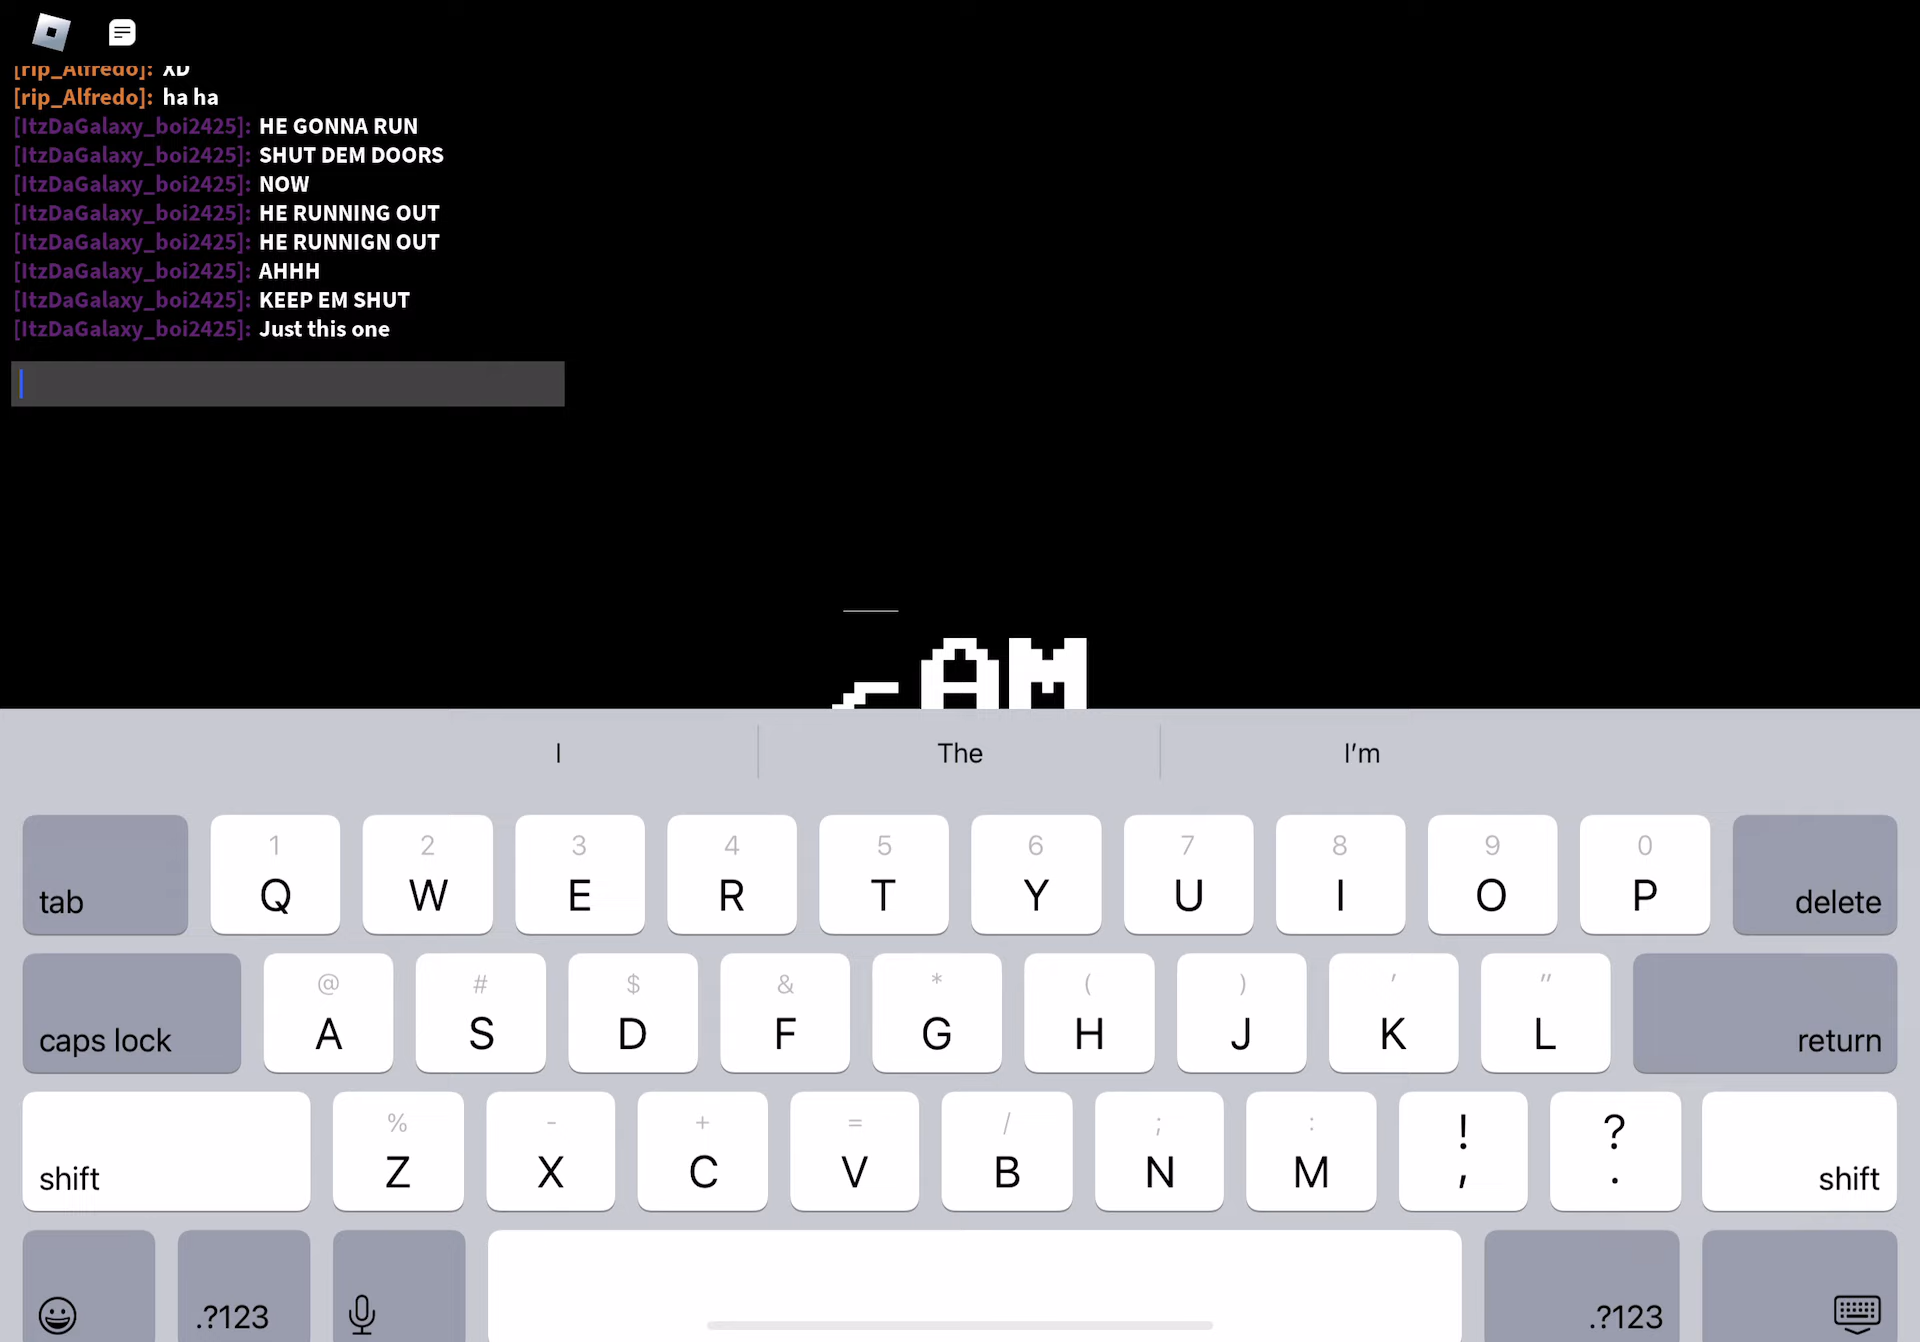 [rip_Alfredo]: XD
[rip_Alfredo]: ha ha
[ItzDaGalaxy_boi2425]: HE GONNA RUN
[ItzDaGalaxy_boi2425]: SHUT DEM DOORS
[ItzDaGalaxy_boi2425]: NOW
[ItzDaGalaxy_boi2425]: HE RUNNING OUT
[ItzDaGalaxy_boi2425]: HE RUNNIGN OUT
[ItzDaGalaxy_boi2425]: AHHH
[ItzDaGalaxy_boi2425]: KEEP EM SHUT
[ItzDaGalaxy_boi2425]: Just this one
AM
I The I'm
1 2 3 4 5 6 7 8 9 0
tab Q W E R T Y U I O P delete
@ # $ & * ( ) ' "
caps lock A S D F G H J K L return
% - + = / ; : ! ?
shift Z X C V B N M , . shift
.?123 .?123